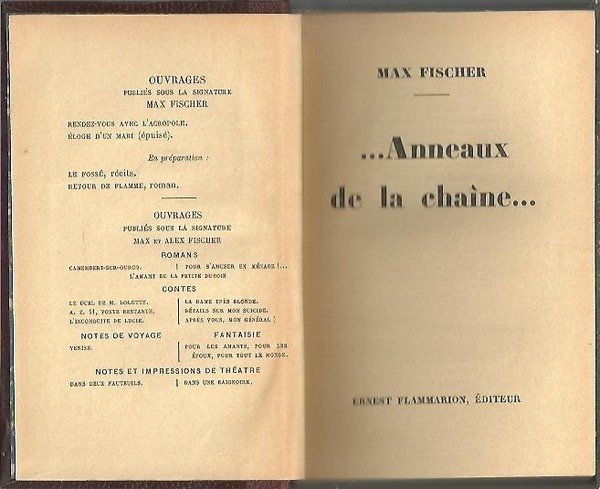 OUVRAGES
PUBLIÉS SOUS LA SIGNATURE
MAX FISCHER
RENDEZ-VOUS AVEC L'ACROPOLE.
ÉLOGE D'UN MARI (épuisé).
En préparation :
LE FOSSÉ, récits.
RETOUR DE FLAMME, roman.
OUVRAGES
PUBLIÉS SOUS LA SIGNATURE
MAX ET ALEX FISCHER
ROMANS
CAMEMBERT-SUR-OURCQ. | POUR S'AMUSER EN MÉNAGE !...
L'AMANT DE LA PETITE DUBOIS
CONTES
LE DUEL DE M. LOLOTTE. | LA DAME TRÈS BLONDE.
A. Z. 11, POSTE RESTANTE. | DÉTAILS SUR MON SUICIDE.
L'INCONDUITE DE LUCIE. | APRÈS VOUS, MON GÉNÉRAL !
NOTES DE VOYAGE | FANTAISIE
VENISE. | POUR LES AMANTS, POUR LES
ÉPOUX, POUR TOUT LE MONDE.
NOTES ET IMPRESSIONS DE THÉATRE
DANS DEUX FAUTEUILS. | DANS UNE BAIGNOIRE.
MAX FISCHER
...Anneaux
de la chaîne...
ERNEST FLAMMARION, ÉDITEUR